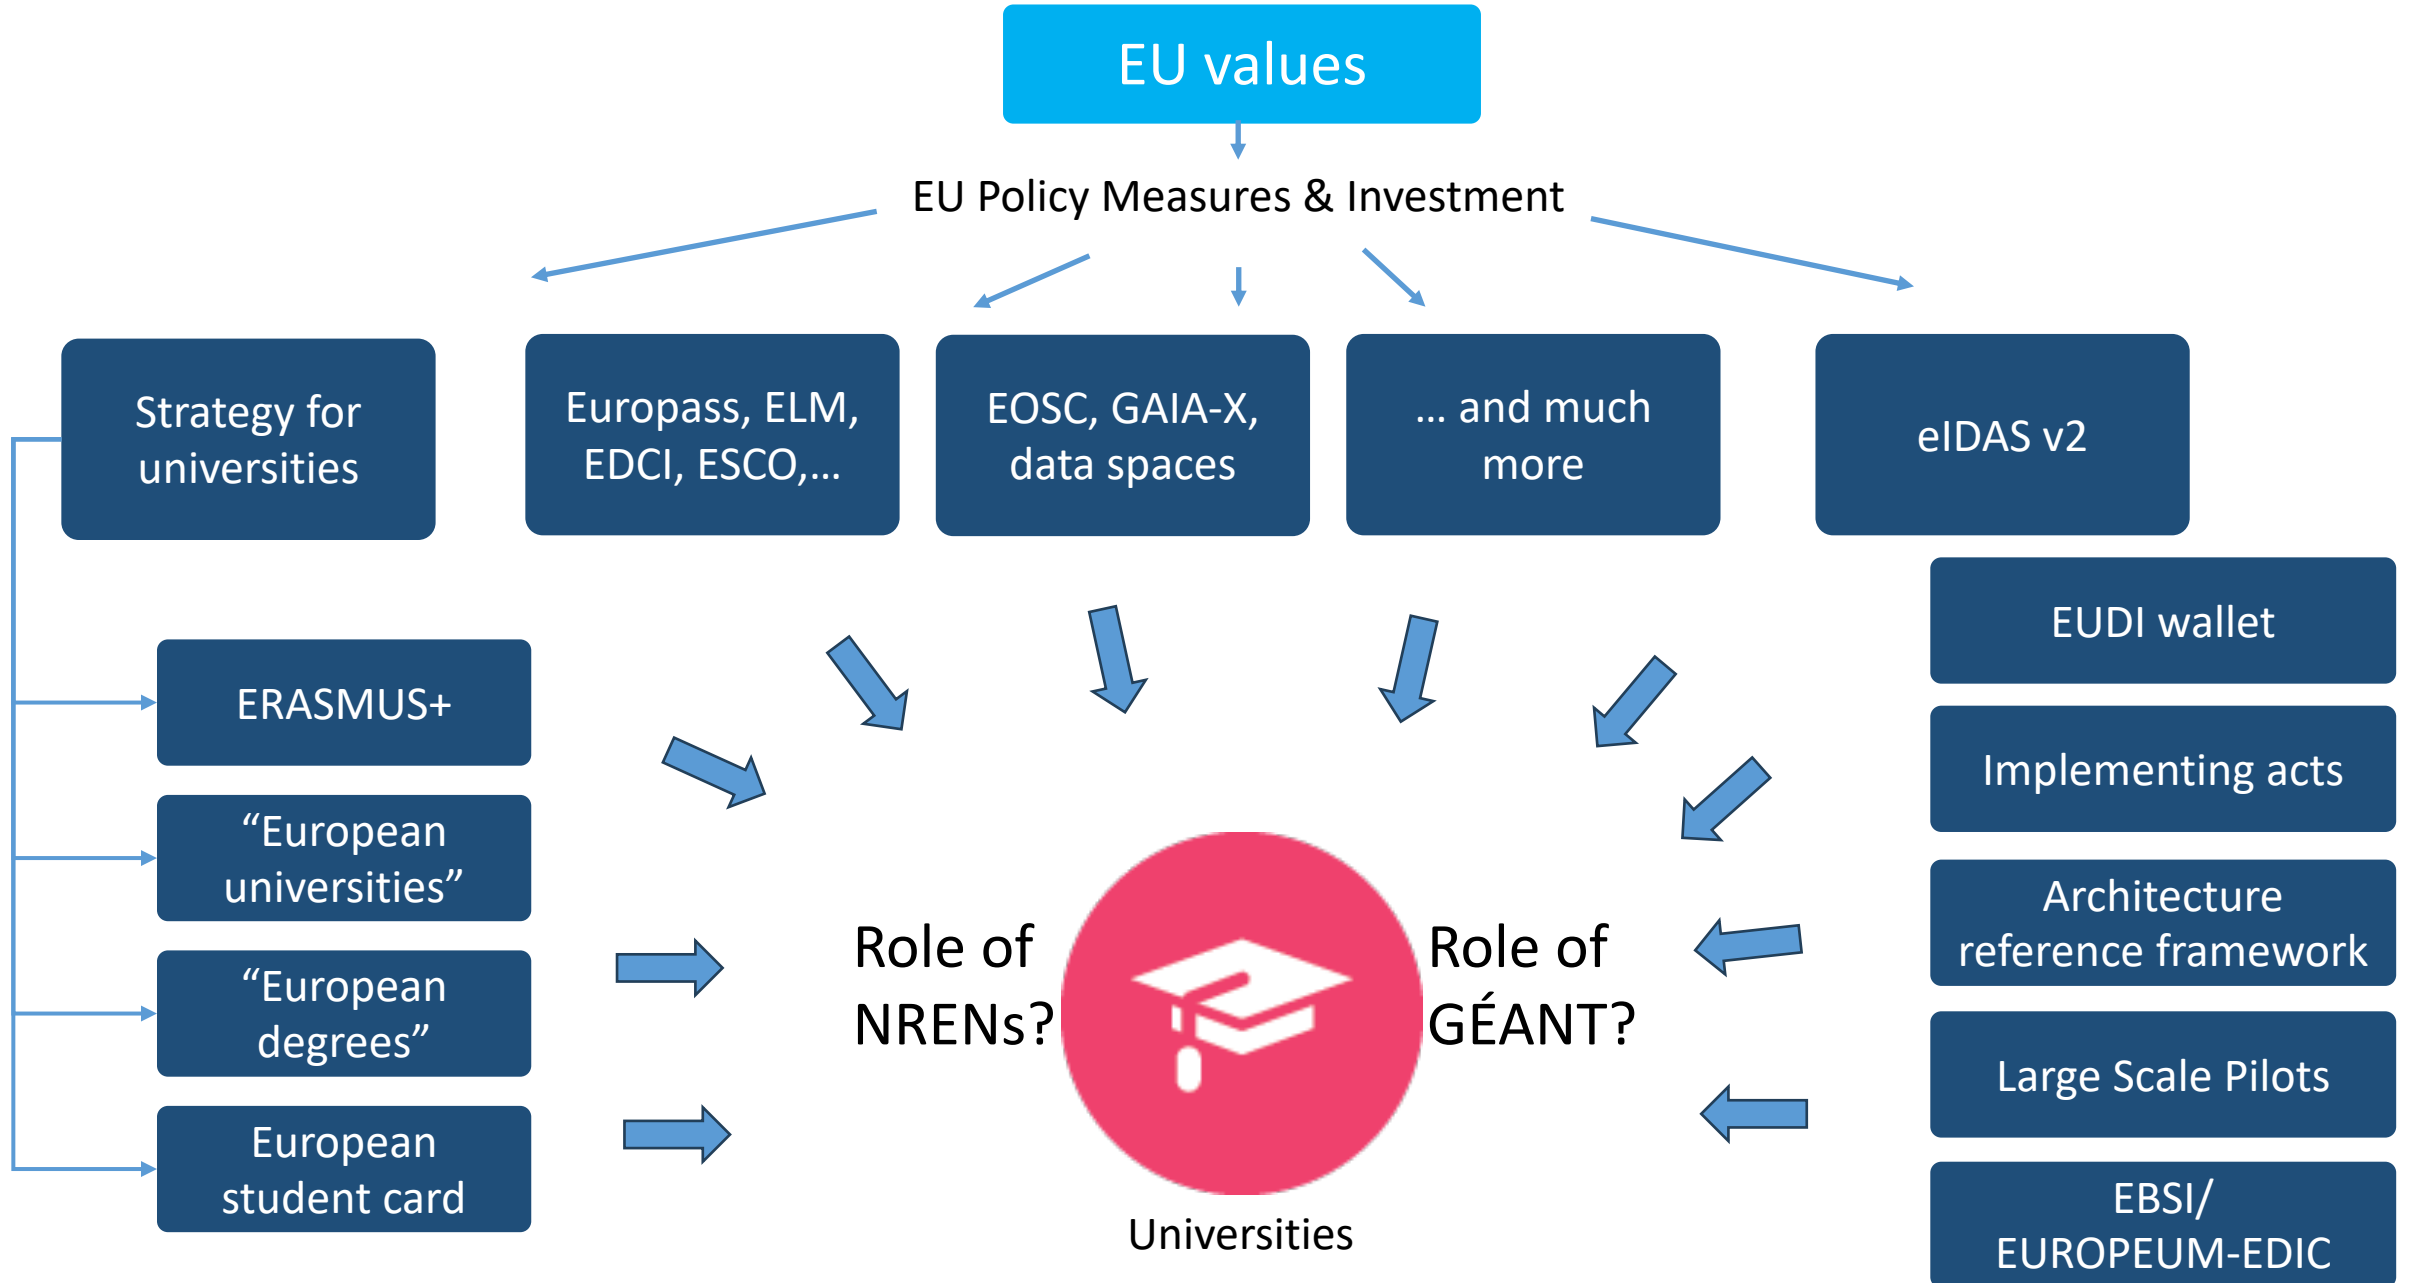 EU values
EU Policy Measures & Investment
Strategy for
universities
Europass, ELM,
EDCI, ESCO,...
EOSC, GAIA-X,
data spaces
... and much
more
eIDAS v2
ERASMUS+
“European
universities”
“European
degrees”
European
student card
Role of
NRENs?
Role of
GÉANT?
Universities
EUDI wallet
Implementing acts
Architecture
reference framework
Large Scale Pilots
EBSI/
EUROPEUM-EDIC